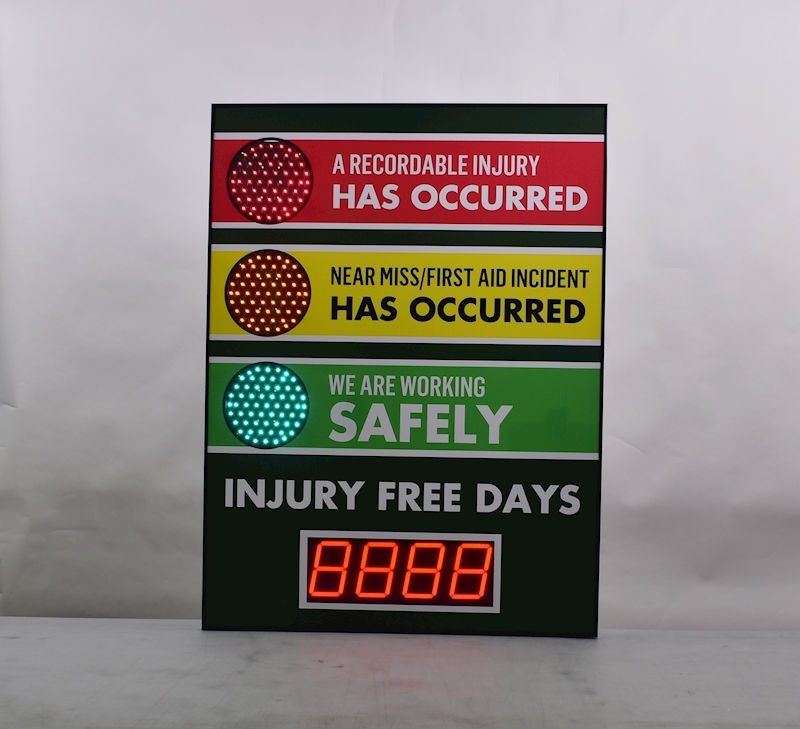 A RECORDABLE INJURY
HAS OCCURRED
NEAR MISS/FIRST AID INCIDENT
HAS OCCURRED
WE ARE WORKING
SAFELY
INJURY FREE DAYS
8888